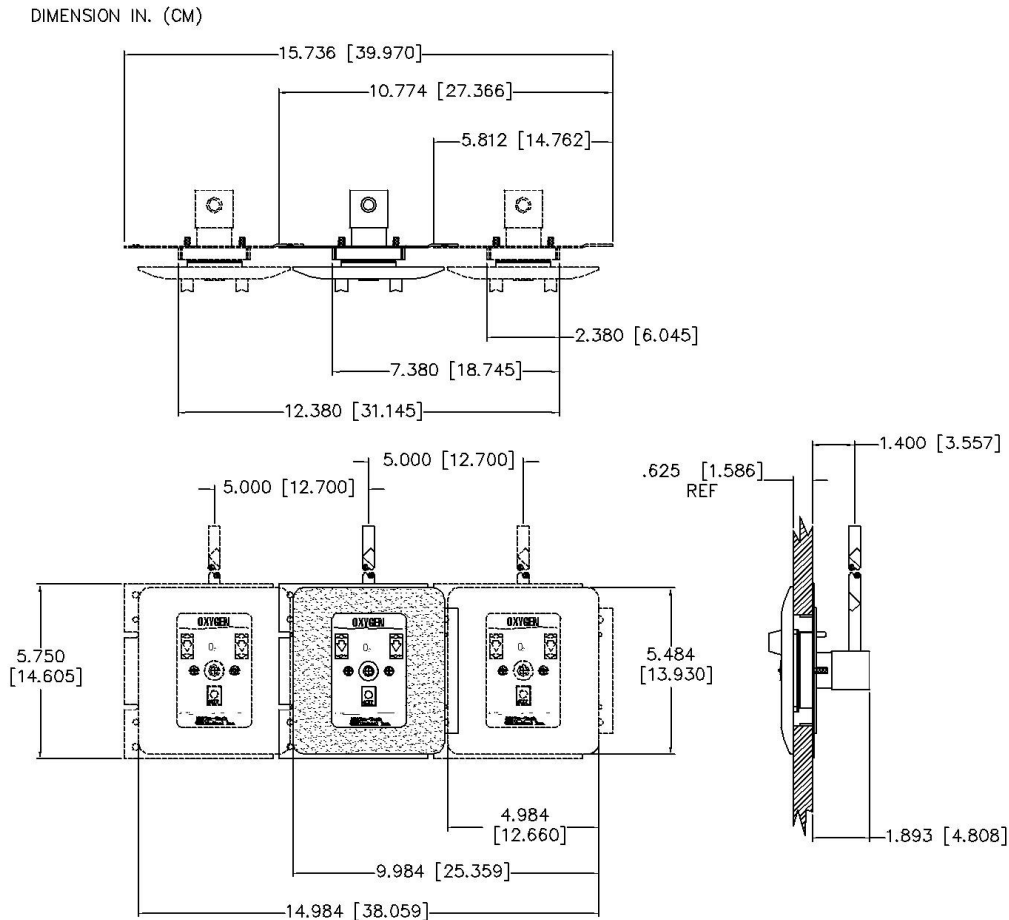 DIMENSION IN. (CM)
15.736 [39.970]
10.774 [27.366]
5.812 [14.762]
2.380 [6.045]
7.380 [18.745]
12.380 [31.145]
5.000 [12.700]
5.000 [12.700]
1.400 [3.557]
.625 [1.586]
REF
OXYGEN
OXYGEN
OXYGEN
O₂
O₂
O₂
5.750
[14.605]
5.484
[13.930]
4.984
[12.660]
9.984 [25.359]
14.984 [38.059]
1.893 [4.808]